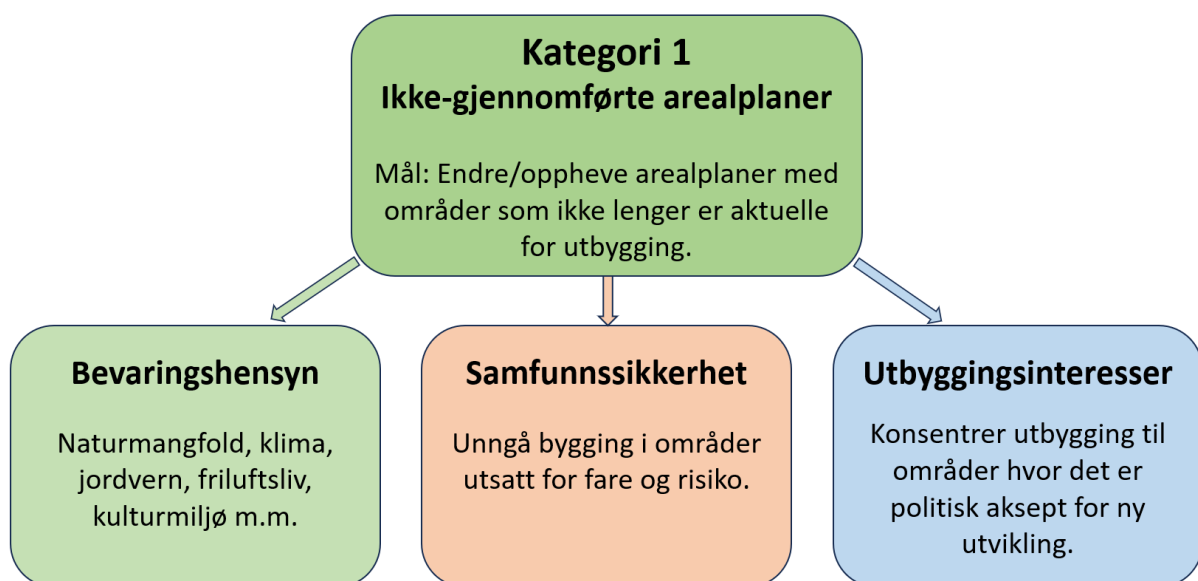 Kategori 1
Ikke-gjennomførte arealplaner
Mål: Endre/oppheve arealplaner med
områder som ikke lenger er aktuelle
for utbygging.
Bevaringshensyn
Naturmangfold, klima,
jordvern, friluftsliv,
kulturmiljø m.m.
Samfunnssikkerhet
Unngå bygging i områder
utsatt for fare og risiko.
Utbyggingsinteresser
Konsentrer utbygging til
områder hvor det er
politisk aksept for ny
utvikling.